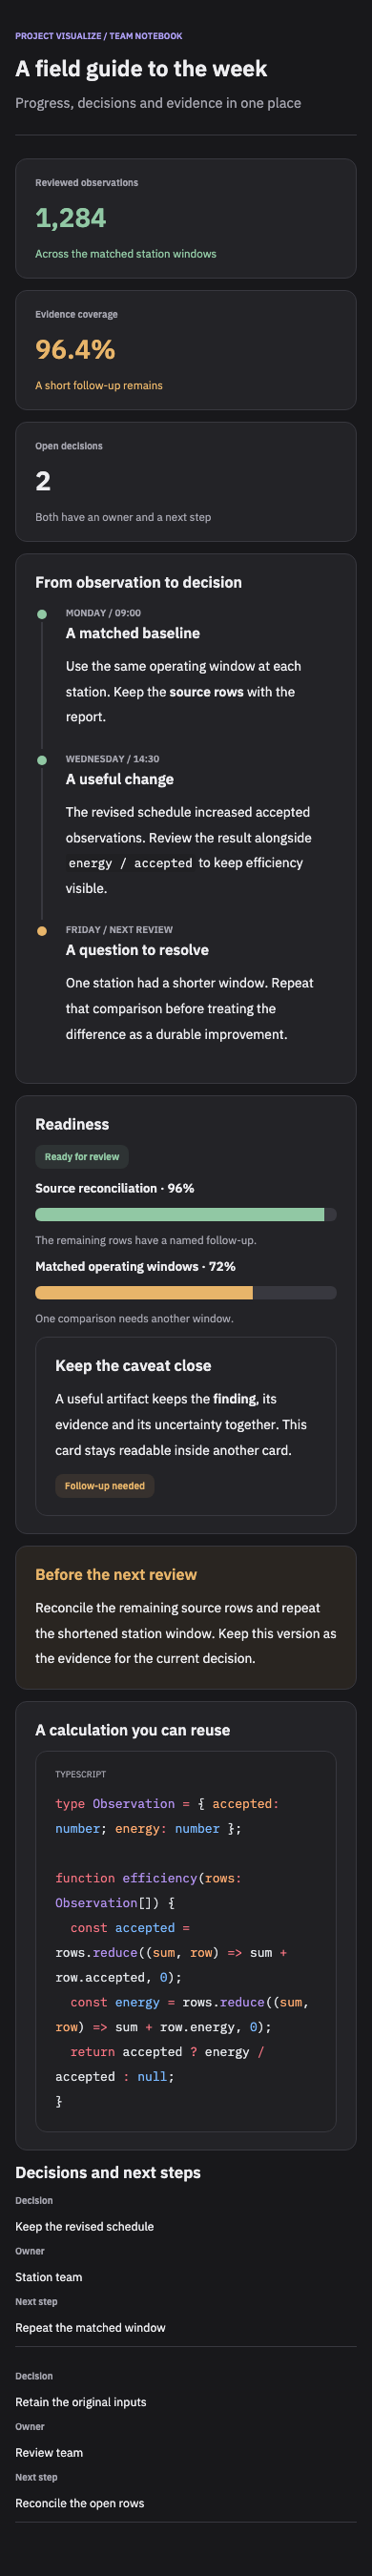 PROJECT VISUALIZE / TEAM NOTEBOOK
A field guide to the week
Progress, decisions and evidence in one place
Reviewed observations
1,284
Across the matched station windows
Evidence coverage
96.4%
A short follow-up remains
Open decisions
2
Both have an owner and a next step
From observation to decision
MONDAY / 09:00
A matched baseline
Use the same operating window at each
station. Keep the source rows with the
report.
WEDNESDAY / 14:30
A useful change
The revised schedule increased accepted
observations. Review the result alongside
energy / accepted to keep efficiency
visible.
FRIDAY / NEXT REVIEW
A question to resolve
One station had a shorter window. Repeat
that comparison before treating the
difference as a durable improvement.
Readiness
Ready for review
Source reconciliation · 96%
The remaining rows have a named follow-up.
Matched operating windows · 72%
One comparison needs another window.
Keep the caveat close
A useful artifact keeps the finding, its
evidence and its uncertainty together. This
card stays readable inside another card.
Follow-up needed
Before the next review
Reconcile the remaining source rows and repeat
the shortened station window. Keep this version as
the evidence for the current decision.
A calculation you can reuse
TYPESCRIPT
type Observation = { accepted:
number; energy: number };
function efficiency(rows:
Observation[]) {
const accepted =
rows.reduce((sum, row) => sum +
row.accepted, 0);
const energy = rows.reduce((sum,
row) => sum + row.energy, 0);
return accepted ? energy /
accepted : null;
}
Decisions and next steps
Decision
Keep the revised schedule
Owner
Station team
Next step
Repeat the matched window
Decision
Retain the original inputs
Owner
Review team
Next step
Reconcile the open rows